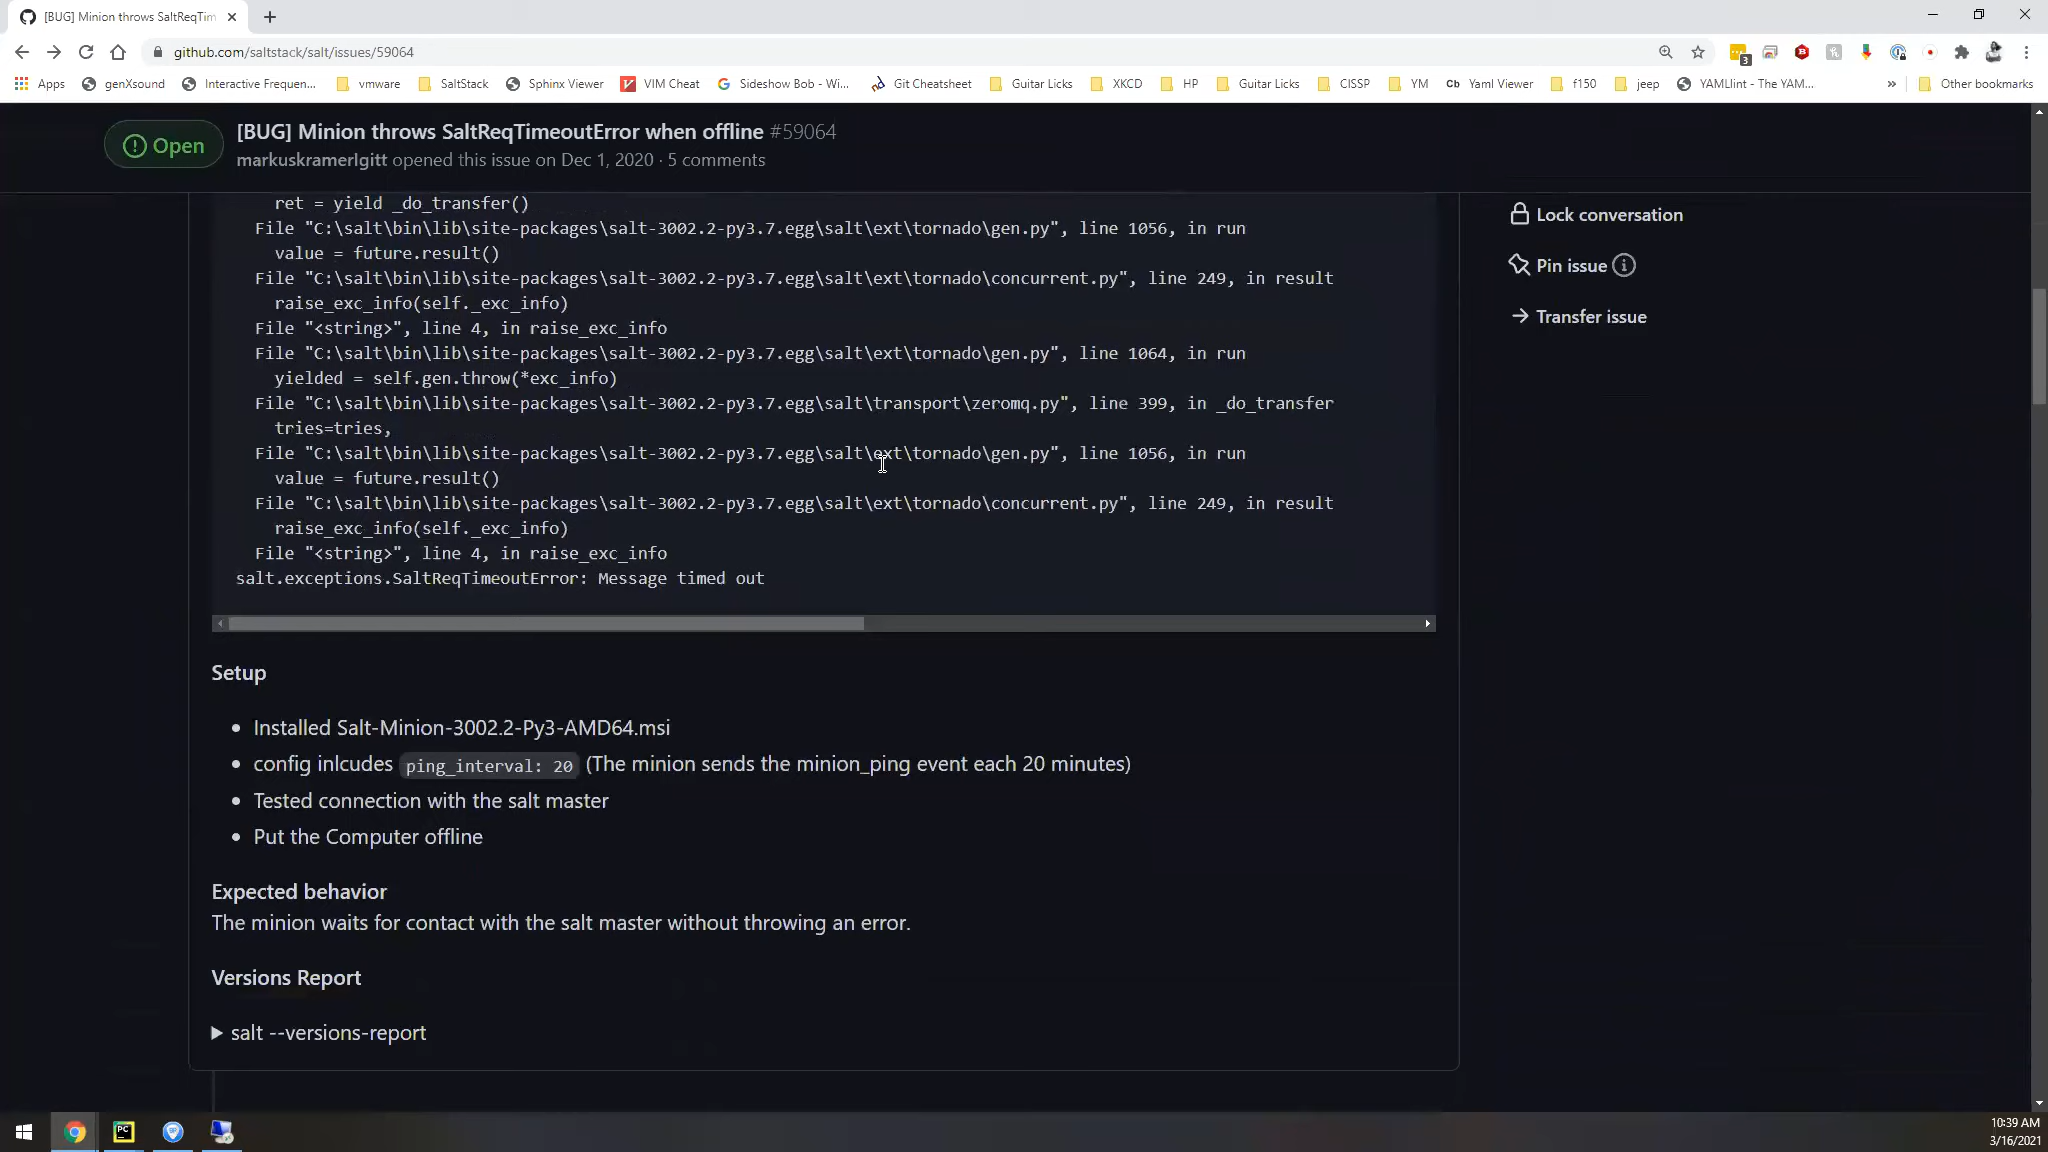 [BUG] Minion throws SaltReqTim
github.com/saltstack/salt/issues/59064
3
Apps genXsound Interactive Frequen... vmware SaltStack Sphinx Viewer VIM Cheat Sideshow Bob - Wi... Git Cheatsheet Guitar Licks XKCD HP Guitar Licks CISSP YM Cb Yaml Viewer f150 jeep YAMLlint - The YAM... » Other bookmarks
Open
[BUG] Minion throws SaltReqTimeoutError when offline #59064
markuskramerIgitt opened this issue on Dec 1, 2020 · 5 comments
ret = yield _do_transfer()
File "C:\salt\bin\lib\site-packages\salt-3002.2-py3.7.egg\salt\ext\tornado\gen.py", line 1056, in run
value = future.result()
File "C:\salt\bin\lib\site-packages\salt-3002.2-py3.7.egg\salt\ext\tornado\concurrent.py", line 249, in result
raise_exc_info(self._exc_info)
File "<string>", line 4, in raise_exc_info
File "C:\salt\bin\lib\site-packages\salt-3002.2-py3.7.egg\salt\ext\tornado\gen.py", line 1064, in run
yielded = self.gen.throw(*exc_info)
File "C:\salt\bin\lib\site-packages\salt-3002.2-py3.7.egg\salt\transport\zeromq.py", line 399, in _do_transfer
tries=tries,
File "C:\salt\bin\lib\site-packages\salt-3002.2-py3.7.egg\salt\ext\tornado\gen.py", line 1056, in run
value = future.result()
File "C:\salt\bin\lib\site-packages\salt-3002.2-py3.7.egg\salt\ext\tornado\concurrent.py", line 249, in result
raise_exc_info(self._exc_info)
File "<string>", line 4, in raise_exc_info
salt.exceptions.SaltReqTimeoutError: Message timed out
Lock conversation
Pin issue
Transfer issue
Setup
• Installed Salt-Minion-3002.2-Py3-AMD64.msi
• config inlcudes ping_interval: 20 (The minion sends the minion_ping event each 20 minutes)
• Tested connection with the salt master
• Put the Computer offline
Expected behavior
The minion waits for contact with the salt master without throwing an error.
Versions Report
salt --versions-report
PC
10:39 AM
3/16/2021